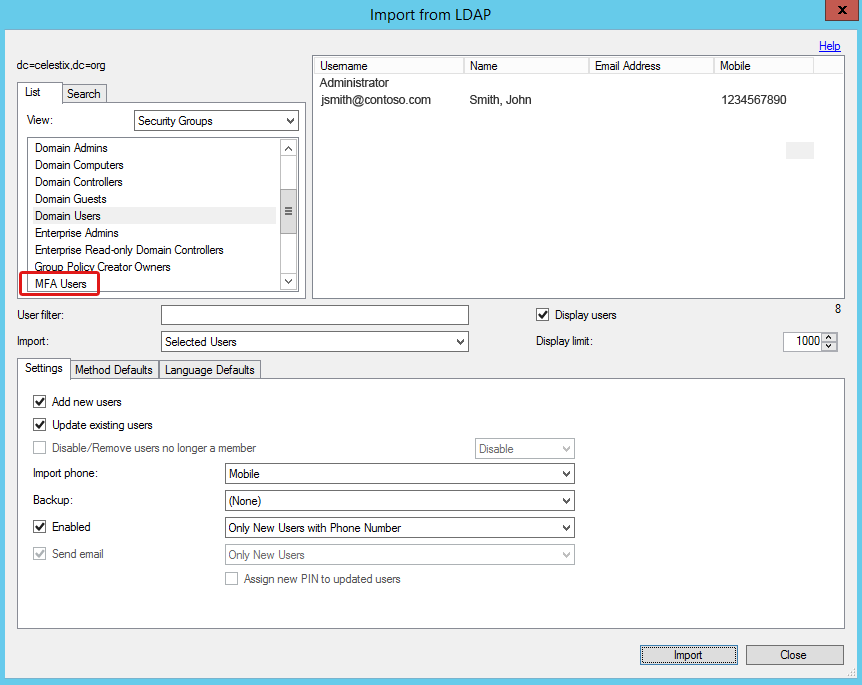 Import from LDAP
x
Help
dc=celestix,dc=org
List
Search
View:
Security Groups
Domain Admins
Domain Computers
Domain Controllers
Domain Guests
Domain Users
Enterprise Admins
Enterprise Read-only Domain Controllers
Group Policy Creator Owners
MFA Users
Username Name Email Address Mobile
Administrator
jsmith@contoso.com Smith, John 1234567890
8
User filter:
Display users
Import:
Selected Users
Display limit:
1000
Settings
Method Defaults
Language Defaults
Add new users
Update existing users
Disable/Remove users no longer a member
Disable
Import phone:
Mobile
Backup:
(None)
Enabled
Only New Users with Phone Number
Send email
Only New Users
Assign new PIN to updated users
Import
Close